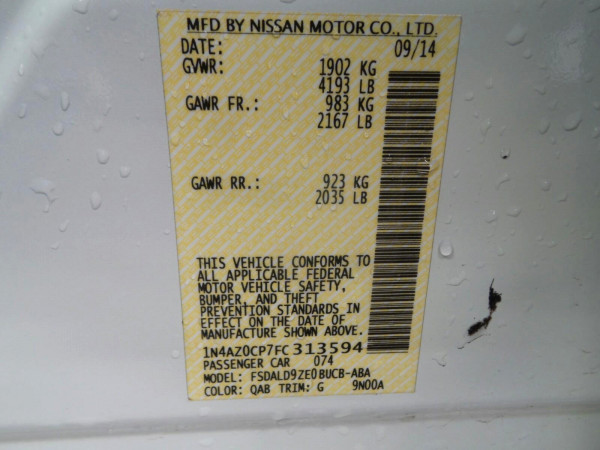 MFD BY NISSAN MOTOR CO., LTD.
DATE: 09/14
GVWR: 1902 KG
4193 LB
GAWR FR.: 983 KG
2167 LB
GAWR RR.: 923 KG
2035 LB
THIS VEHICLE CONFORMS TO
ALL APPLICABLE FEDERAL
MOTOR VEHICLE SAFETY,
BUMPER, AND THEFT
PREVENTION STANDARDS IN
EFFECT ON THE DATE OF
MANUFACTURE SHOWN ABOVE.
1N4AZ0CP7FC313594
PASSENGER CAR 074
MODEL: FSDALD9ZE0BUCB-ABA
COLOR: QAB TRIM: G 9N00A